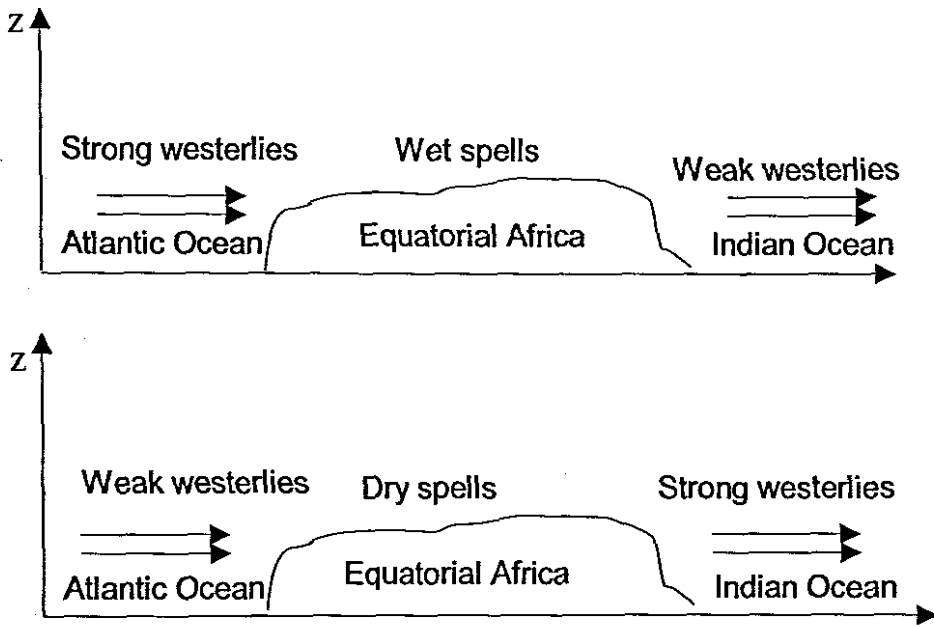 Z
Strong westerlies
Wet spells
Weak westerlies
Atlantic Ocean
Equatorial Africa
Indian Ocean
Z
Weak westerlies
Dry spells
Strong westerlies
Atlantic Ocean
Equatorial Africa
Indian Ocean